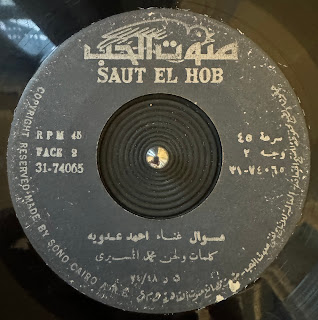 صوت الحب
SAUT EL HOB
RPM 45
FACE 2
31-74065
سرعة ٤٥
وجه ٢
٣١-٧٤٠٦٥
موال غناء احمد عدويه
كلمات ولحن محمد المسيرى
COPYRIGHT RESERVED-MADE BY SONO CAIRO A.R.E.